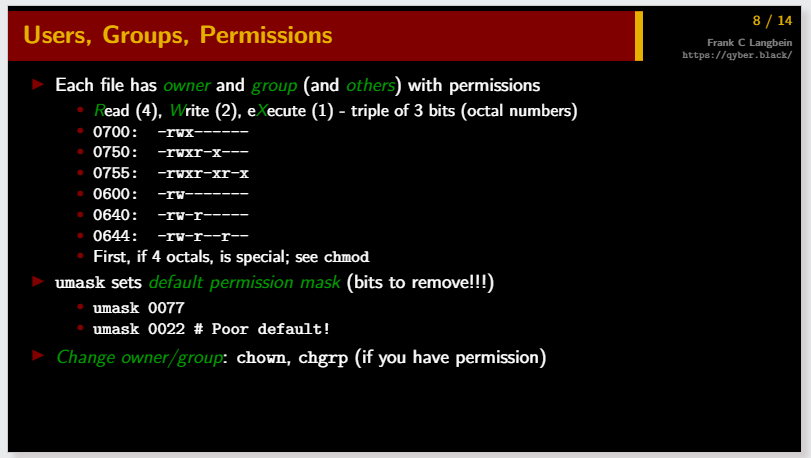 Users, Groups, Permissions
8 / 14
Frank C Langbein
https://qyber.black/
Each file has owner and group (and others) with permissions
Read (4), Write (2), eXecute (1) - triple of 3 bits (octal numbers)
0700: -rwx------
0750: -rwxr-x---
0755: -rwxr-xr-x
0600: -rw-------
0640: -rw-r-----
0644: -rw-r--r--
First, if 4 octals, is special; see chmod
umask sets default permission mask (bits to remove!!!)
umask 0077
umask 0022 # Poor default!
Change owner/group: chown, chgrp (if you have permission)